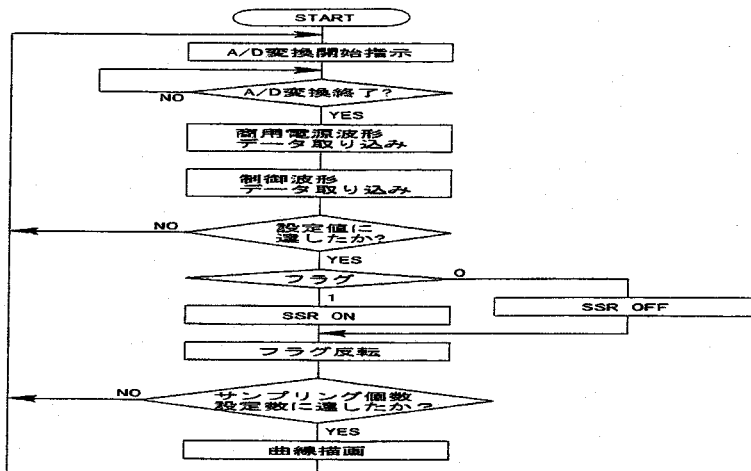 START
A/D変換開始指示
A/D変換終了?
NO
YES
商用電源波形
データ取り込み
制御波形
データ取り込み
NO
設定値に
達したか?
YES
フラグ
0
1
SSR ON
SSR OFF
フラグ反転
NO
サンプリング個数
設定数に達したか?
YES
曲線描画